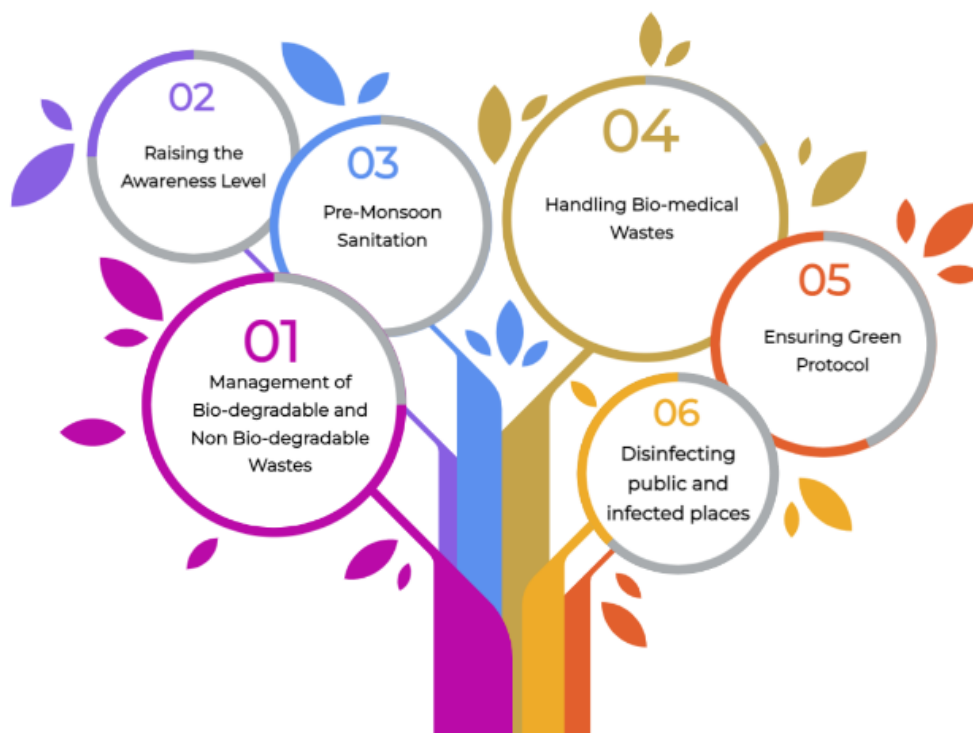 01
Management of
Bio-degradable and
Non Bio-degradable
Wastes
02
Raising the
Awareness Level
03
Pre-Monsoon
Sanitation
04
Handling Bio-medical
Wastes
05
Ensuring Green
Protocol
06
Disinfecting
public and
infected places